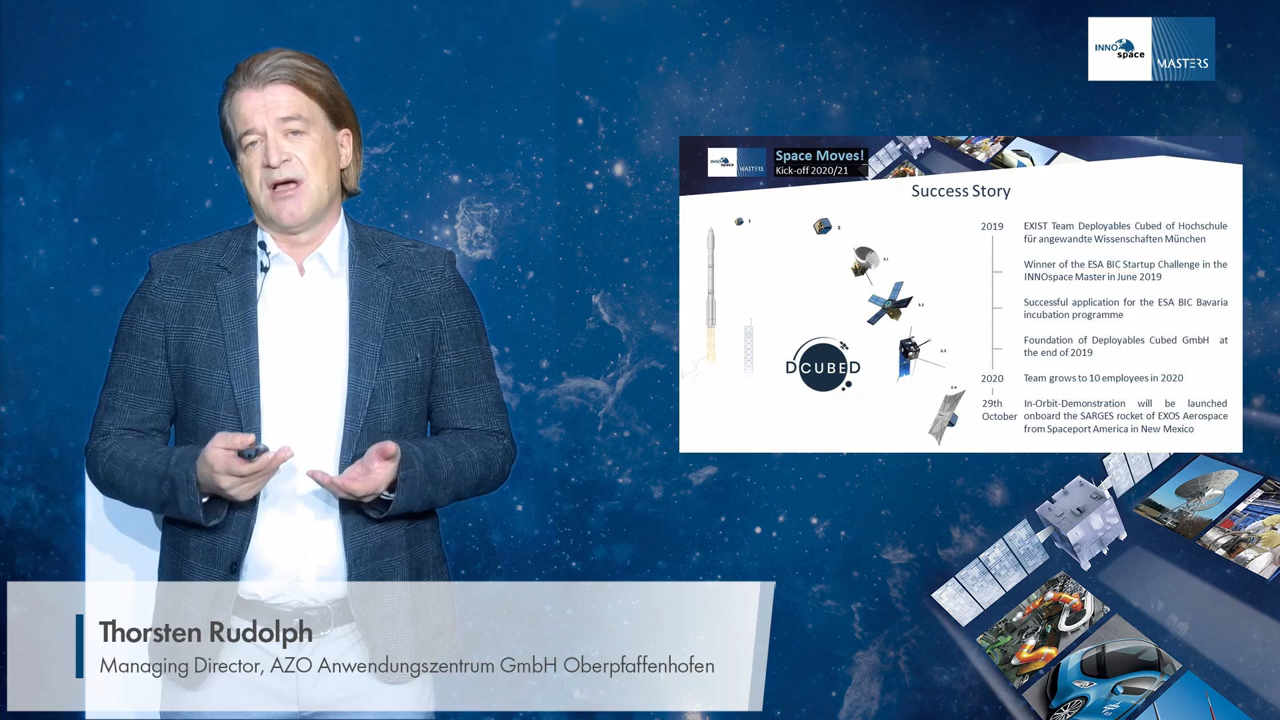 INNO
space
MASTERS
INNO
space
MASTERS
Space Moves!
Kick-off 2020/21
Success Story
2019
EXIST Team Deployables Cubed of Hochschule
für angewandte Wissenschaften München
Winner of the ESA BIC Startup Challenge in the
INNOspace Master in June 2019
Successful application for the ESA BIC Bavaria
incubation programme
Foundation of Deployables Cubed GmbH at
the end of 2019
2020
Team grows to 10 employees in 2020
29th
October
In-Orbit-Demonstration will be launched
onboard the SARGES rocket of EXOS Aerospace
from Spaceport America in New Mexico
DCUBED
Thorsten Rudolph
Managing Director, AZO Anwendungszentrum GmbH Oberpfaffenhofen